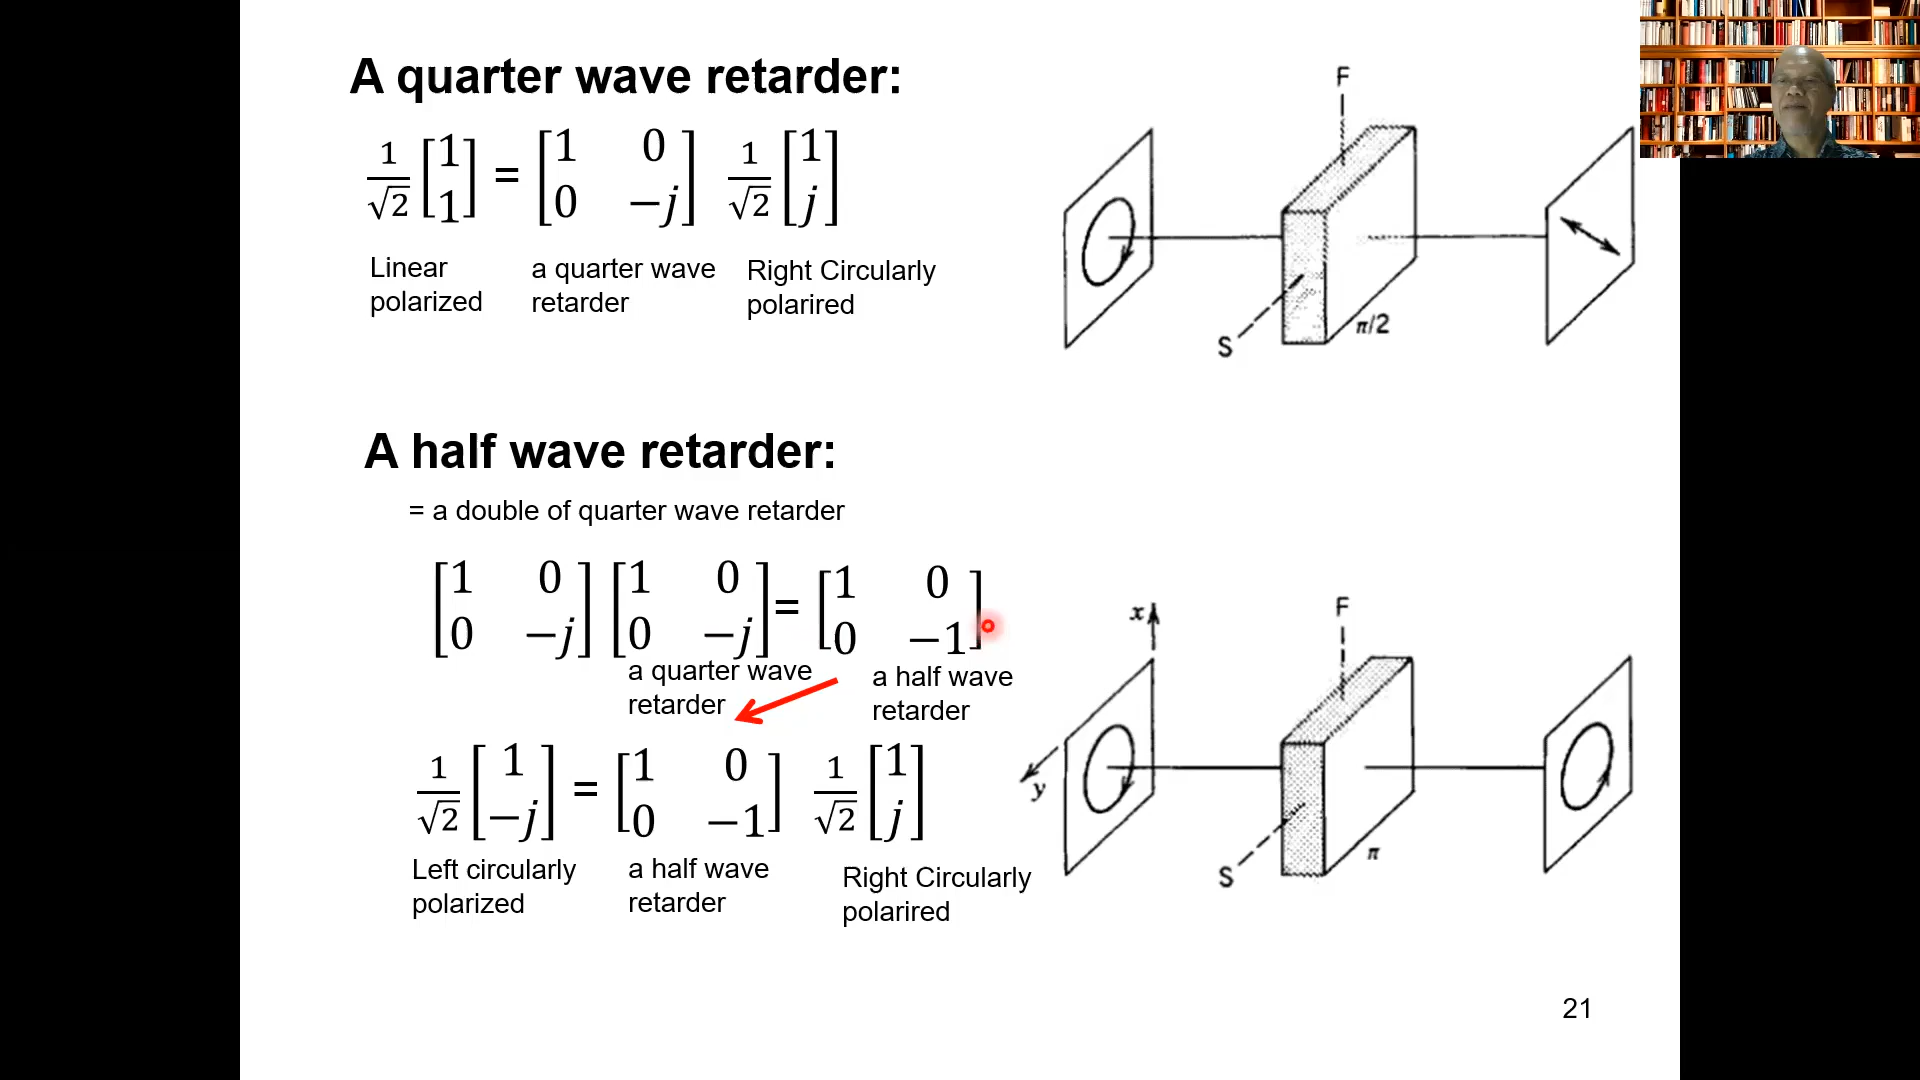 A quarter wave retarder:
1/√2 [1 1] = [1 0 0 −j] 1/√2 [1 j]
Linear polarized
a quarter wave retarder
Right Circularly polarired
F
S
π/2
A half wave retarder:
= a double of quarter wave retarder
[1 0 0 −j] [1 0 0 −j] = [1 0 0 −1]
a quarter wave retarder
a half wave retarder
1/√2 [1 −j] = [1 0 0 −1] 1/√2 [1 j]
Left circularly polarized
a half wave retarder
Right Circularly polarired
x
y
F
S
π
21